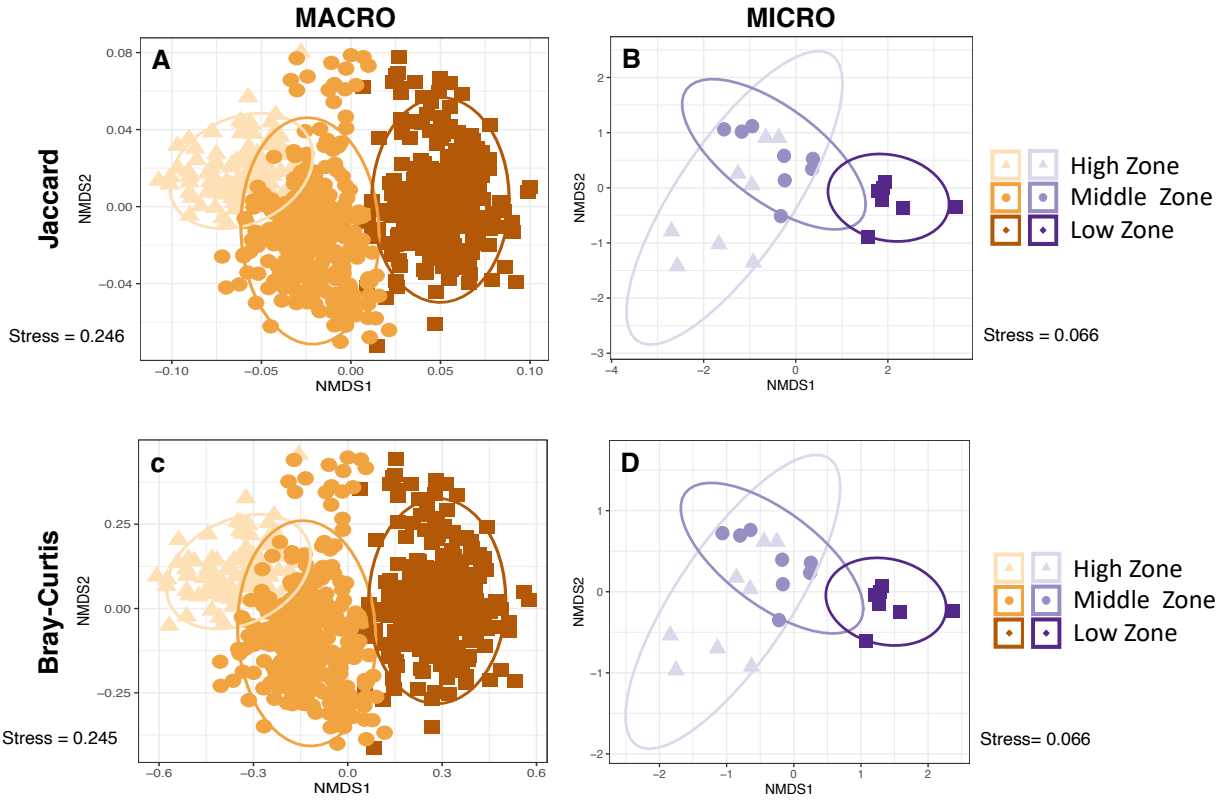 MACRO
MICRO
A
0.08
0.04
0.00
−0.04
NMDS2
Jaccard
Stress = 0.246
−0.10
−0.05
0.00
0.05
0.10
NMDS1
B
2
1
0
−1
−2
−3
NMDS2
−4
−2
0
2
NMDS1
High Zone
Middle Zone
Low Zone
Stress = 0.066
c
0.25
0.00
−0.25
NMDS2
Bray-Curtis
Stress = 0.245
−0.6
−0.3
0.0
0.3
0.6
NMDS1
D
1
0
−1
−2
NMDS2
−2
−1
0
1
2
NMDS1
High Zone
Middle Zone
Low Zone
Stress= 0.066